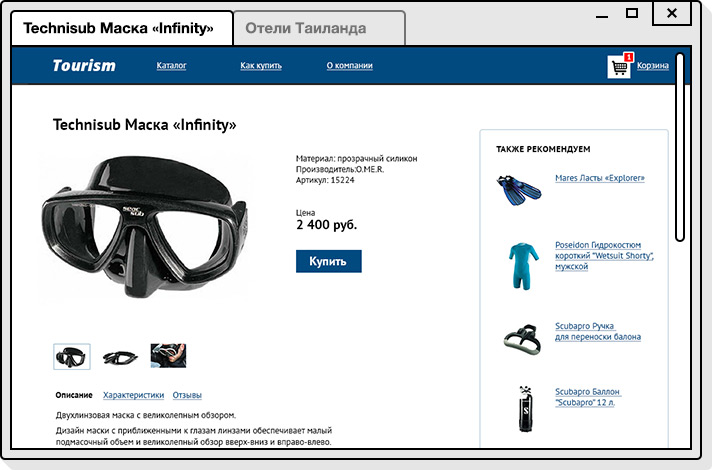 Technisub Маска «Infinity»
Отели Таиланда
Tourism
Каталог
Как купить
О компании
1
Корзина
Technisub Маска «Infinity»
seac
sub
Материал: прозрачный силикон
Производитель:O.ME.R.
Артикул: 15224
Цена
2 400 руб.
Купить
Описание
Характеристики
Отзывы
Двухлинзовая маска с великолепным обзором.
Дизайн маски с приближенными к глазам линзами обеспечивает малый
подмасочный объем и великолепный обзор вверх-вниз и вправо-влево.
ТАКЖЕ РЕКОМЕНДУЕМ
Mares Ласты «Explorer»
Poseidon Гидрокостюм
короткий "Wetsuit Shorty",
мужской
Scubapro Ручка
для переноски балона
Scubapro Баллон
"Scubapro" 12 л.
S